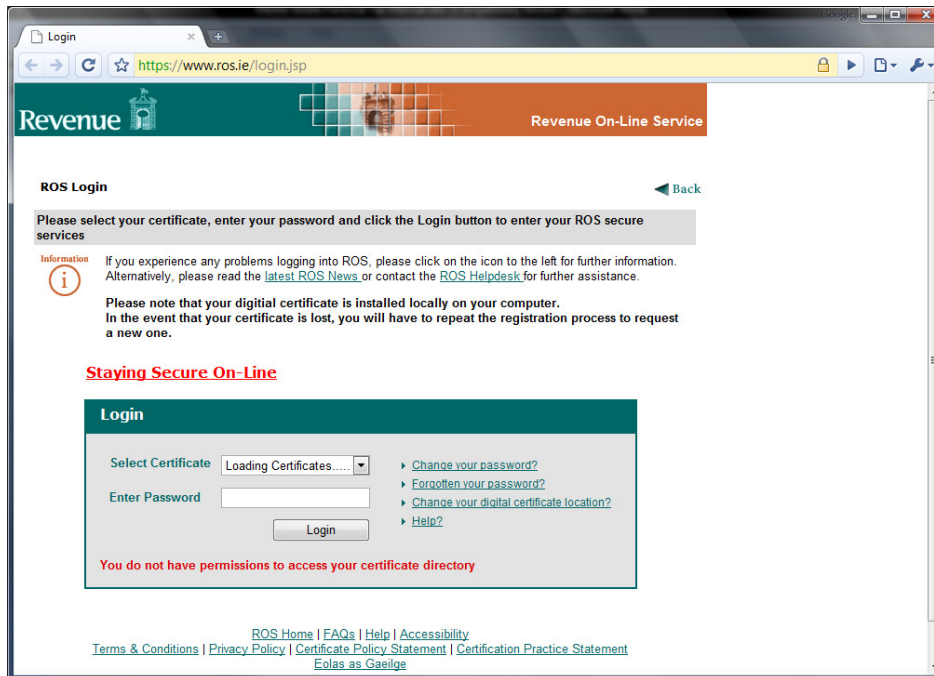 Google
Login
https://www.ros.ie/login.jsp
Revenue
Revenue On-Line Service
ROS Login
Back
Please select your certificate, enter your password and click the Login button to enter your ROS secure
services
Information
i
If you experience any problems logging into ROS, please click on the icon to the left for further information.
Alternatively, please read the latest ROS News or contact the ROS Helpdesk for further assistance.
Please note that your digitial certificate is installed locally on your computer.
In the event that your certificate is lost, you will have to repeat the registration process to request
a new one.
Staying Secure On-Line
Login
Select Certificate Loading Certificates.....
Enter Password
Login
Change your password?
Forgotten your password?
Change your digital certificate location?
Help?
You do not have permissions to access your certificate directory
ROS Home | FAQs | Help | Accessibility
Terms & Conditions | Privacy Policy | Certificate Policy Statement | Certification Practice Statement
Eolas as Gaeilge